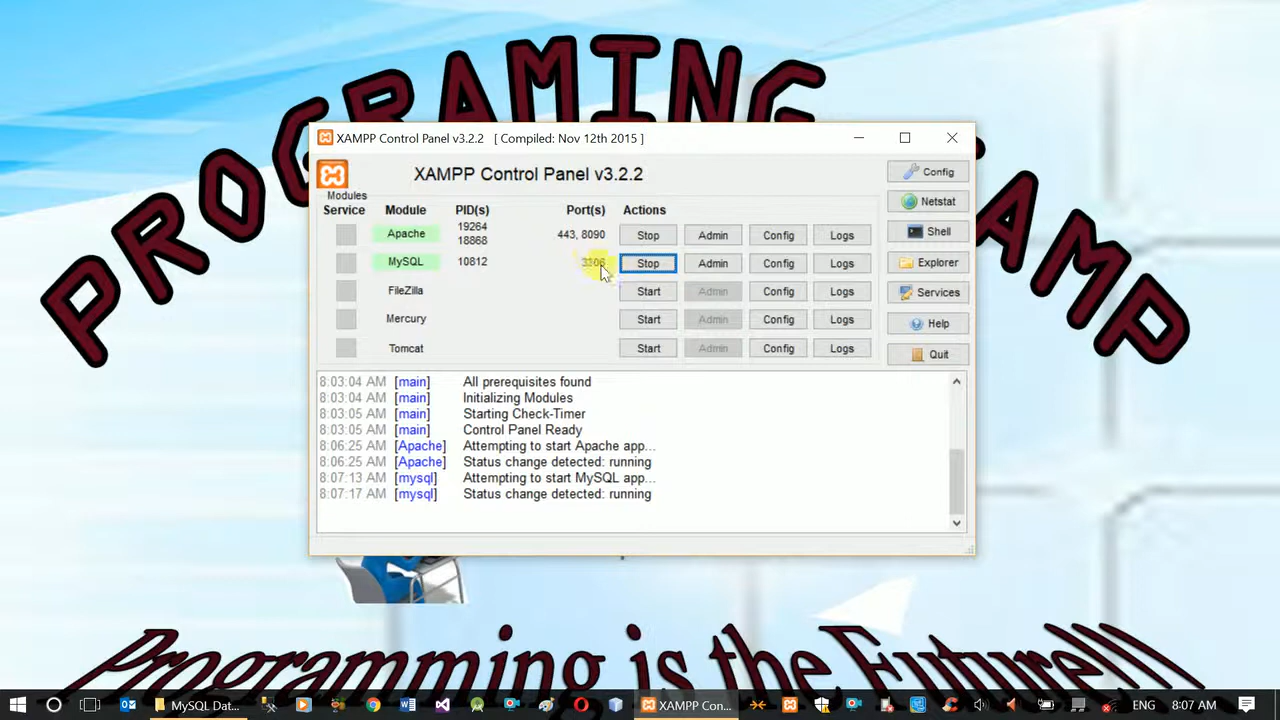 PROGRAMING
AMP
XAMPP Control Panel v3.2.2 [ Compiled: Nov 12th 2015 ]
XAMPP Control Panel v3.2.2
Config
Modules
Service Module PID(s) Port(s) Actions
Netstat
Apache 19264 18868 443, 8090 Stop Admin Config Logs
Shell
MySQL 10812 3306 Stop Admin Config Logs
Explorer
FileZilla Start Admin Config Logs
Services
Mercury Start Admin Config Logs
Help
Tomcat Start Admin Config Logs
Quit
8:03:04 AM [main] All prerequisites found
8:03:04 AM [main] Initializing Modules
8:03:05 AM [main] Starting Check-Timer
8:03:05 AM [main] Control Panel Ready
8:06:25 AM [Apache] Attempting to start Apache app...
8:06:25 AM [Apache] Status change detected: running
8:07:13 AM [mysql] Attempting to start MySQL app...
8:07:17 AM [mysql] Status change detected: running
Programming is the Future!!!
MySQL Dat... XAMPP Con... ENG 8:07 AM